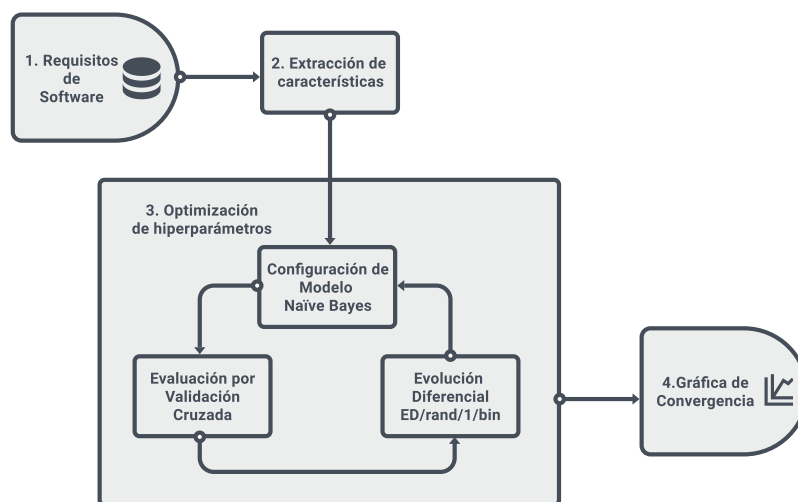 1. Requisitos
de
Software
2. Extracción de
características
3. Optimización
de hiperparámetros
Configuración de
Modelo
Naïve Bayes
Evaluación por
Validación
Cruzada
Evolución
Diferencial
ED/rand/1/bin
4.Gráfica de
Convergencia